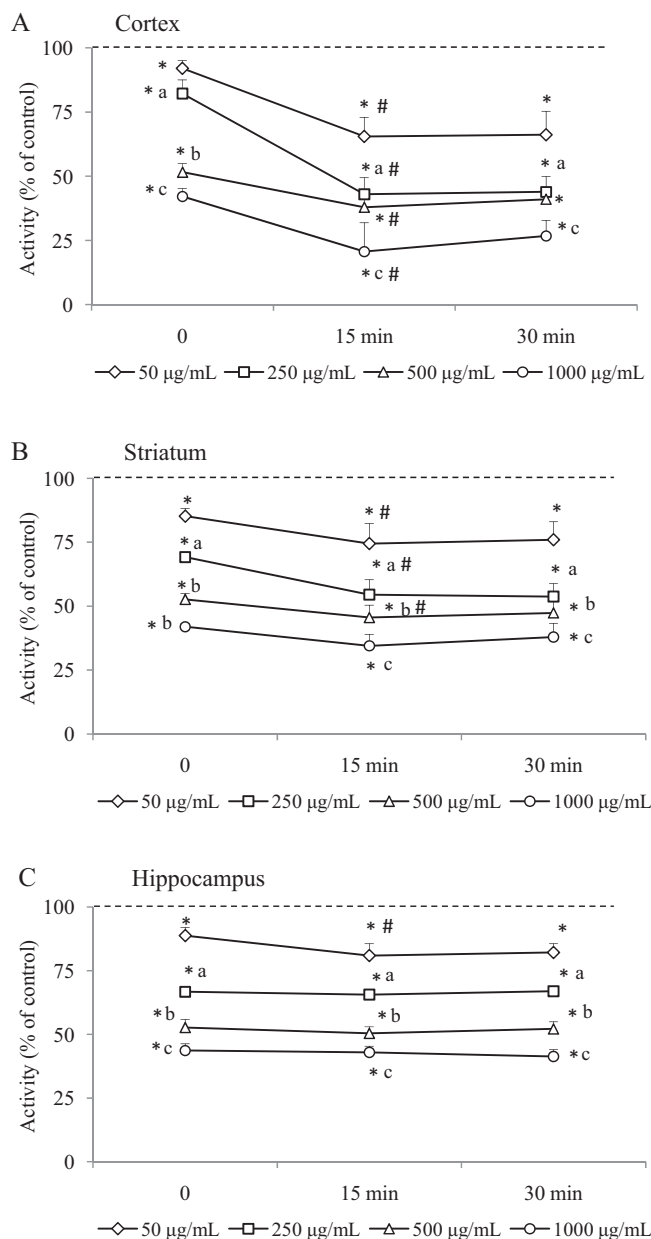 A Cortex
100
* * # *
* a
75
* b * a # * a
50
* c * # *
25 * c
* c #
0
Activity (% of control)
0 15 min 30 min
50 μg/mL 250 μg/mL 500 μg/mL 1000 μg/mL
B Striatum
100
* * # *
75 * a * a # * a
* b * b # * b
50
* b * c * c
25
0
Activity (% of control)
0 15 min 30 min
50 μg/mL 250 μg/mL 500 μg/mL 1000 μg/mL
C Hippocampus
100
* * # *
75 * a * a * a
* b * b * b
50
* c * c * c
25
0
Activity (% of control)
0 15 min 30 min
50 μg/mL 250 μg/mL 500 μg/mL 1000 μg/mL